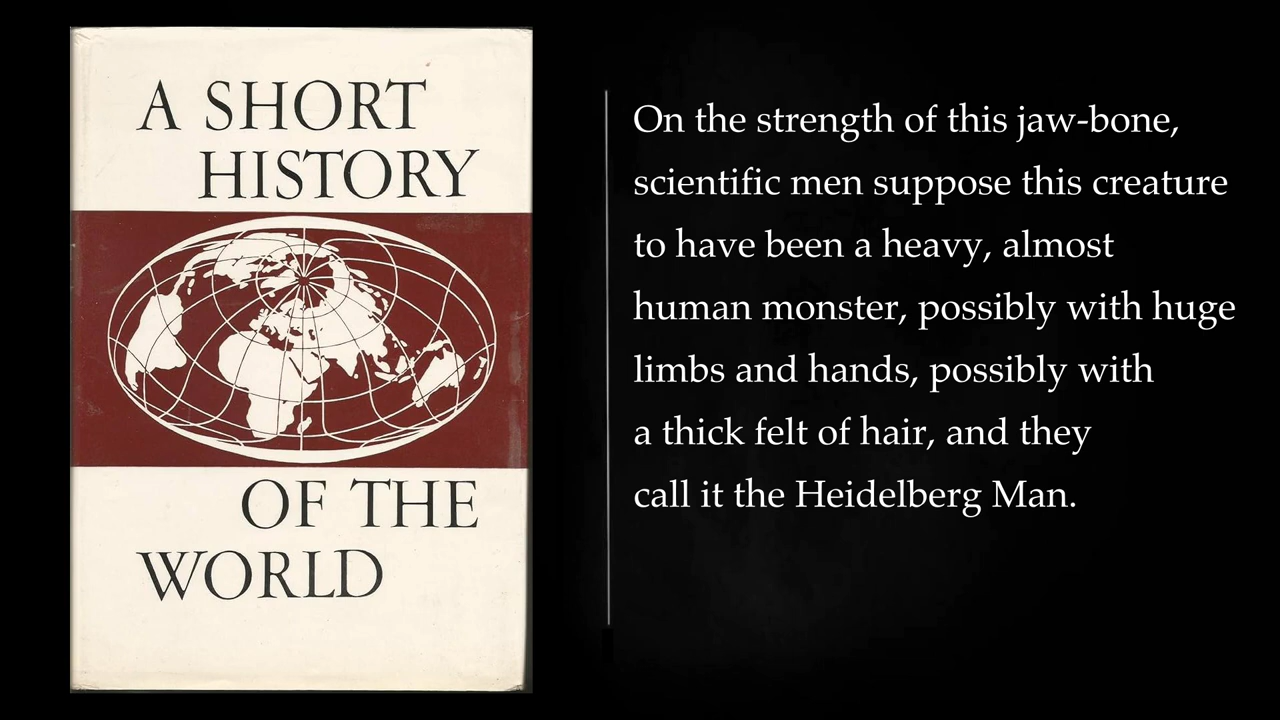 A SHORT
HISTORY
OF THE
WORLD
On the strength of this jaw-bone,
scientific men suppose this creature
to have been a heavy, almost
human monster, possibly with huge
limbs and hands, possibly with
a thick felt of hair, and they
call it the Heidelberg Man.